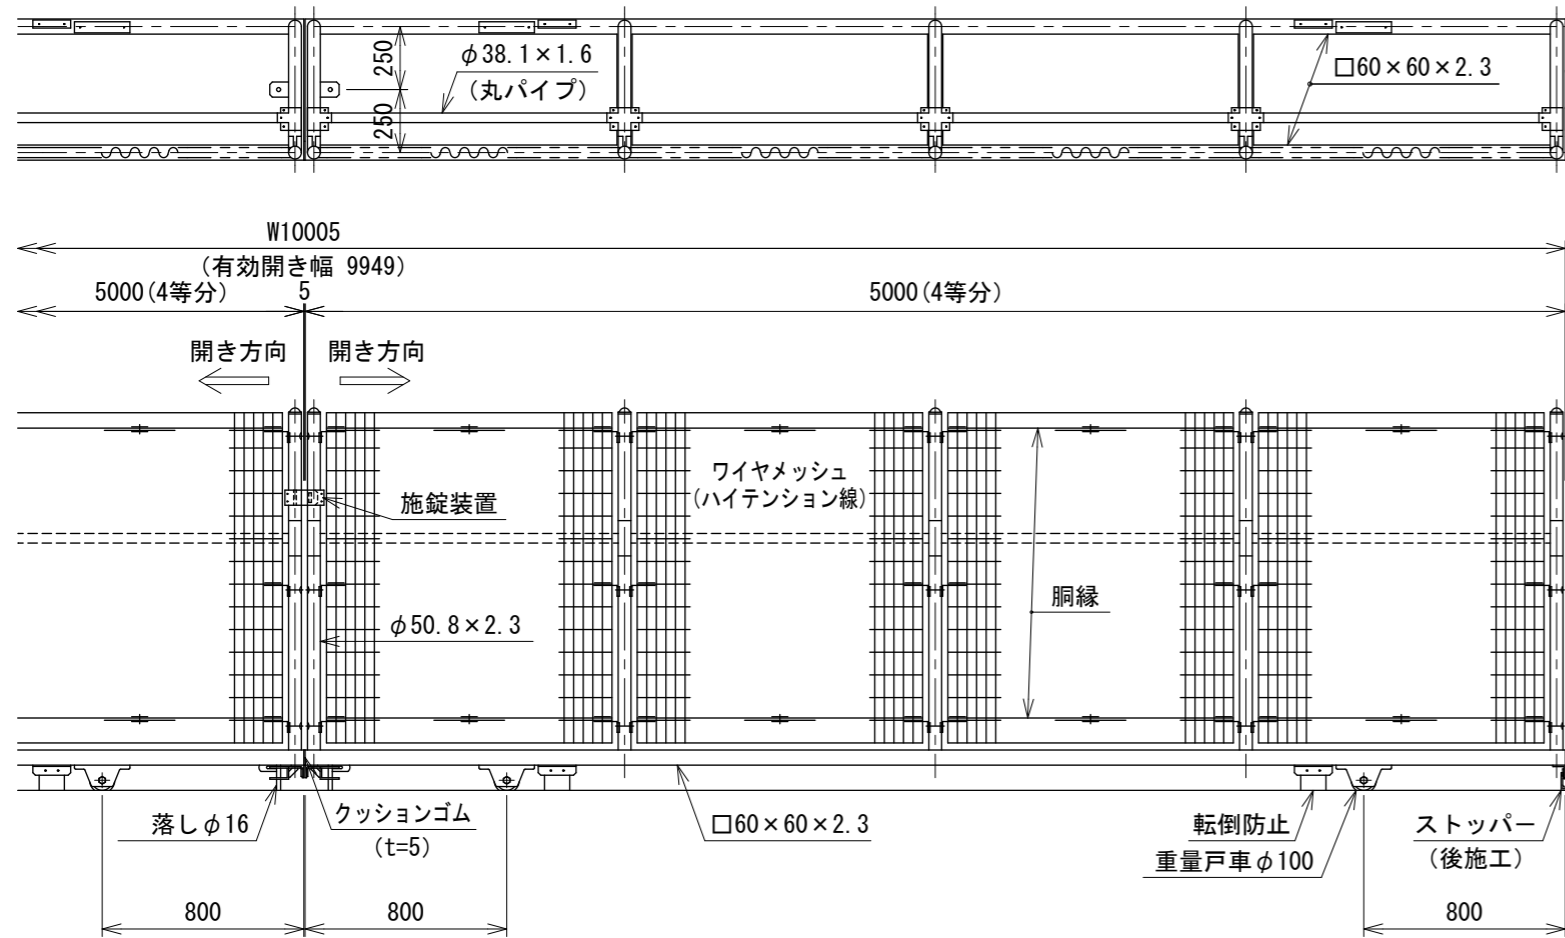 250
250
φ38.1×1.6
(丸パイプ)
□60×60×2.3
W10005
(有効開き幅 9949)
5000(4等分)
5
5000(4等分)
開き方向
開き方向
ワイヤメッシュ
(ハイテンション線)
施錠装置
胴縁
φ50.8×2.3
落しφ16
クッションゴム
(t=5)
□60×60×2.3
転倒防止
重量戸車φ100
ストッパー
(後施工)
800
800
800